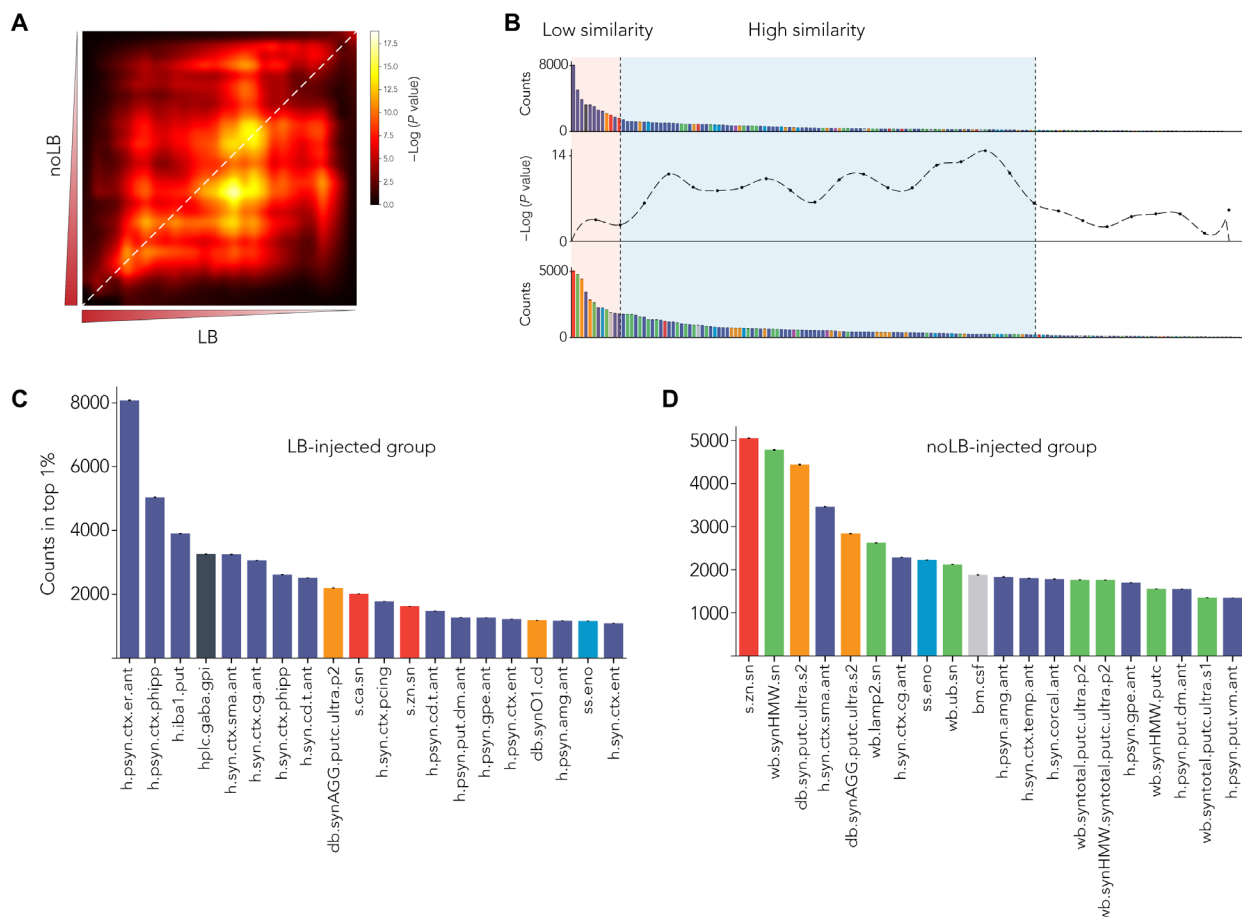 A
noLB
LB
17.5
15.0
12.5
10.0
7.5
5.0
2.5
0.0
−Log (P value)
B
Low similarity
High similarity
8000
Counts
0
14
−Log (P value)
0
5000
Counts
0
C
LB-injected group
Counts in top 1%
8000
6000
4000
2000
h.psyn.ctx.er.ant
h.psyn.ctx.phipp
h.iba1.put
hplc.gaba.gpi
h.syn.ctx.sma.ant
h.syn.ctx.cg.ant
h.syn.ctx.phipp
h.syn.cd.t.ant
db.synAGG.putc.ultra.p2
s.ca.sn
h.syn.ctx.pcing
s.zn.sn
h.psyn.cd.t.ant
h.psyn.put.dm.ant
h.psyn.gpe.ant
h.psyn.ctx.ent
db.synO1.cd
h.psyn.amg.ant
ss.eno
h.syn.ctx.ent
D
noLB-injected group
5000
4000
3000
2000
1000
s.zn.sn
wb.synHMW.sn
db.syn.putc.ultra.s2
h.syn.ctx.sma.ant
db.synAGG.putc.ultra.s2
wb.lamp2.sn
h.syn.ctx.cg.ant
ss.eno
wb.ub.sn
bm.csf
h.psyn.amg.ant
h.syn.ctx.temp.ant
h.syn.corcal.ant
wb.syntotal.putc.ultra.p2
wb.synHMW.syntotal.putc.ultra.p2
h.psyn.gpe.ant
wb.synHMW.putc
h.psyn.put.dm.ant
wb.syntotal.putc.ultra.s1
h.psyn.put.vm.ant